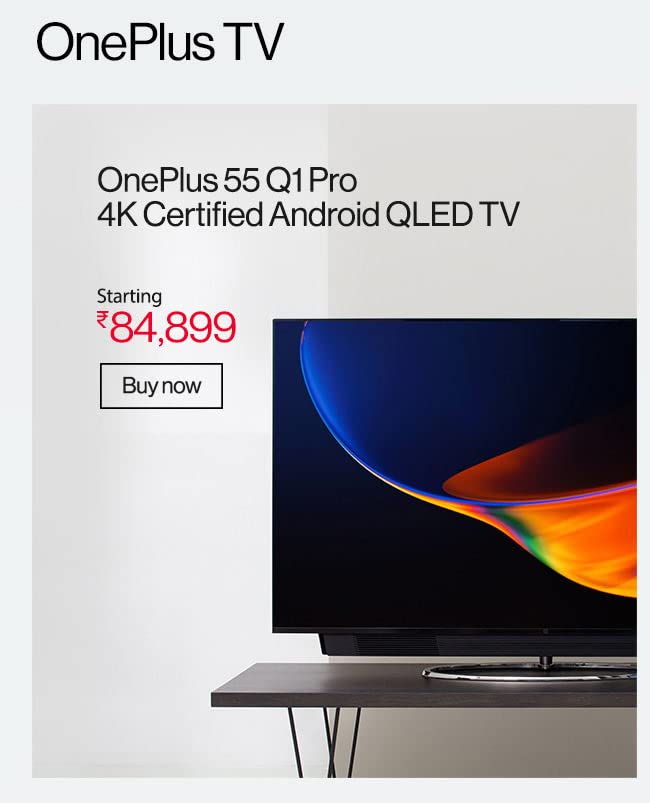 OnePlus TV
OnePlus 55 Q1 Pro
4K Certified Android QLED TV
Starting
₹84,899
Buy now